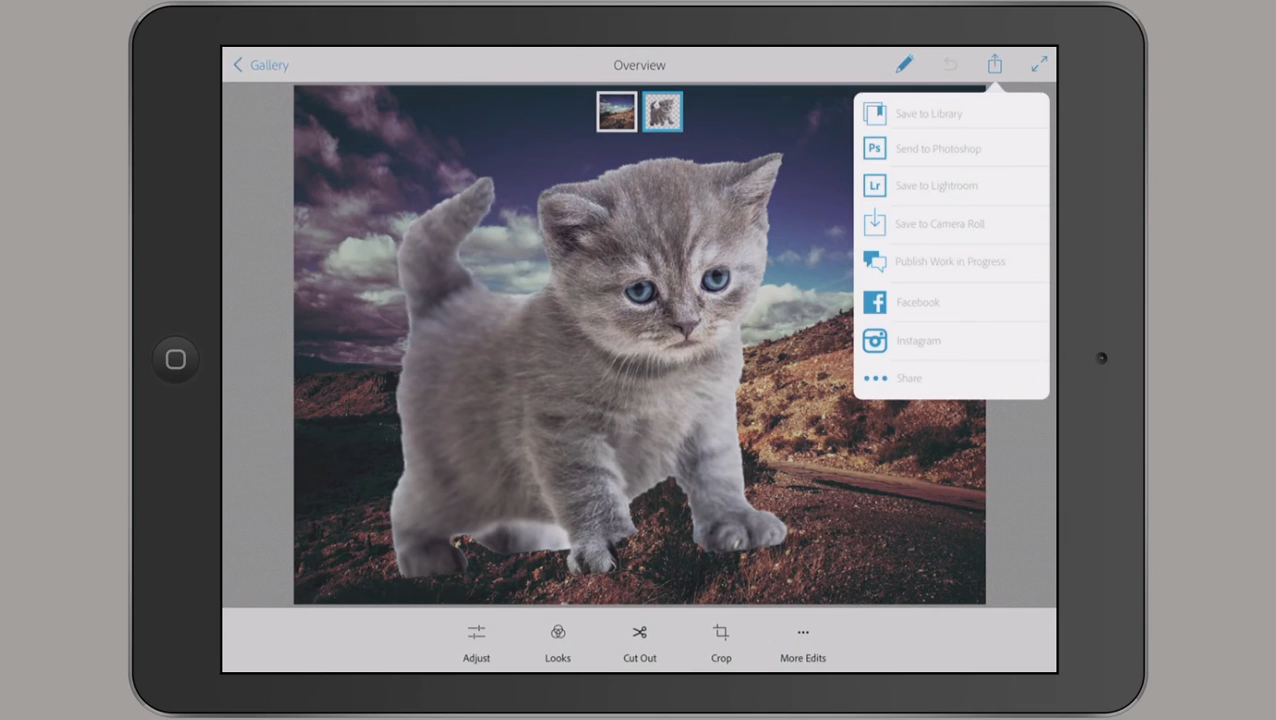 Gallery
Overview
Save to Library
Ps Send to Photoshop
Lr Save to Lightroom
Save to Camera Roll
Publish Work in Progress
Facebook
Instagram
Share
Adjust
Looks
Cut Out
Crop
More Edits